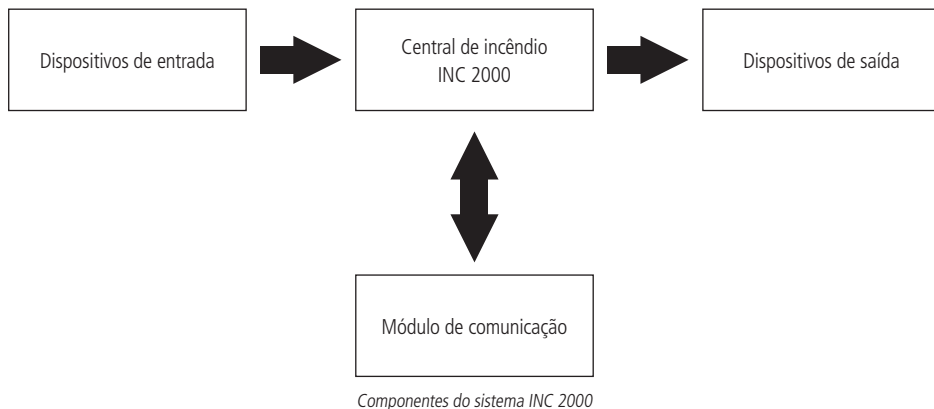 Dispositivos de entrada
Central de incêndio
INC 2000
Dispositivos de saída
Módulo de comunicação
Componentes do sistema INC 2000